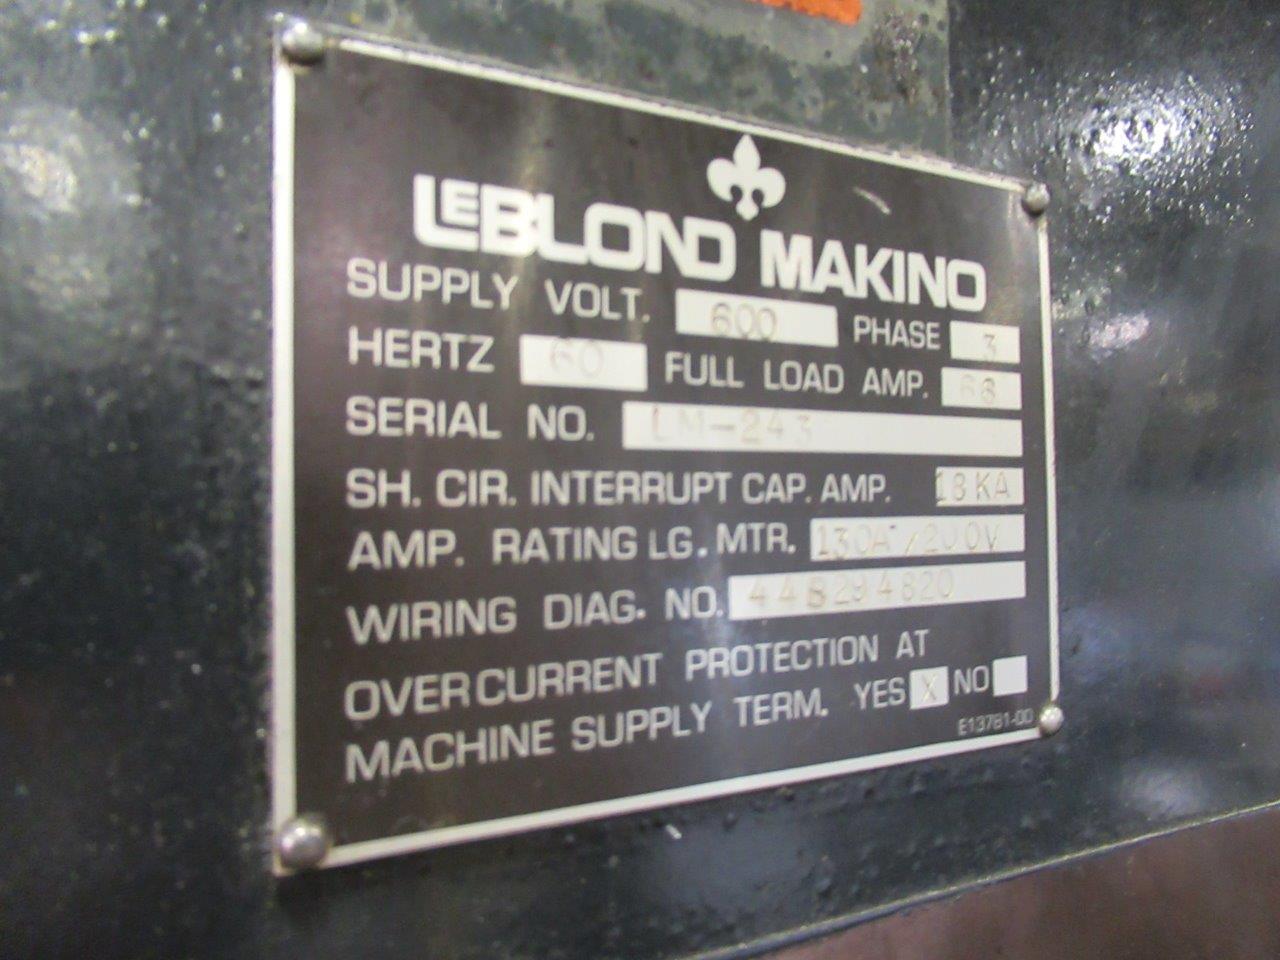 LEBLOND MAKINO
SUPPLY VOLT. 600 PHASE 3
HERTZ 60 FULL LOAD AMP.
SERIAL NO. LM-243
SH. CIR. INTERRUPT CAP. AMP. 18KA
AMP. RATING LG. MTR. 130A /200V
WIRING DIAG. NO. 44B294820
OVERCURRENT PROTECTION AT
MACHINE SUPPLY TERM. YES X NO
E13781-00